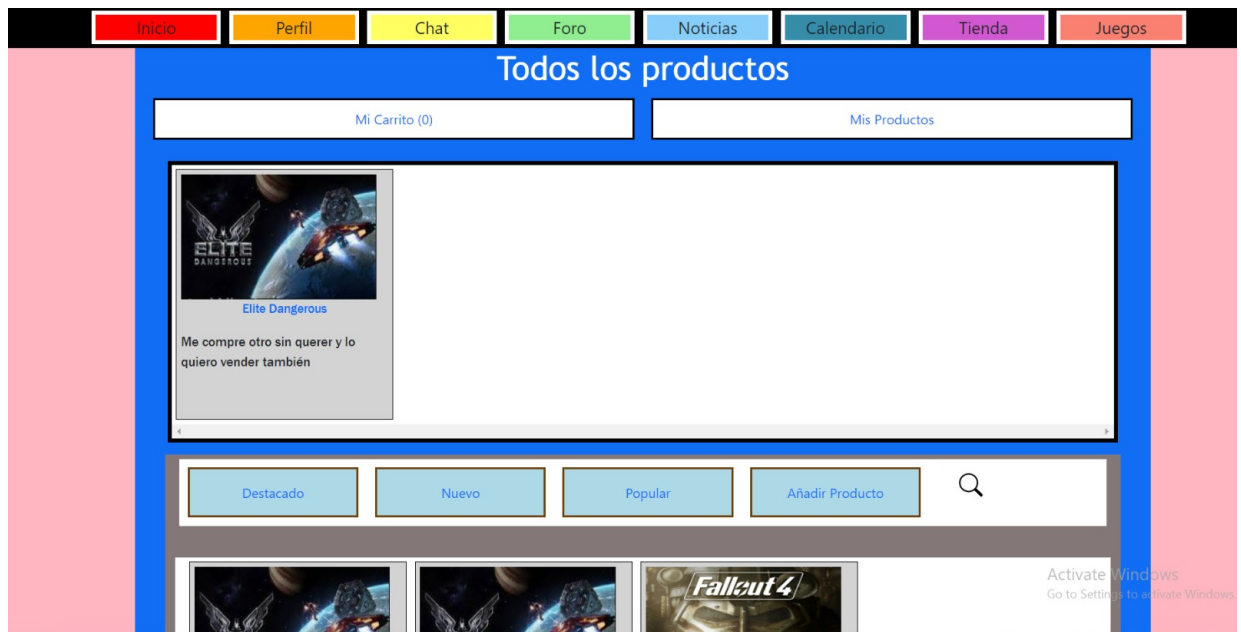 Inicio Perfil Chat Foro Noticias Calendario Tienda Juegos
Todos los productos
Mi Carrito (0) Mis Productos
ELITE
DANGEROUS
Elite Dangerous
Me compre otro sin querer y lo
quiero vender también
Destacado Nuevo Popular Añadir Producto
Fallout 4
Activate Windows
Go to Settings to activate Windows.